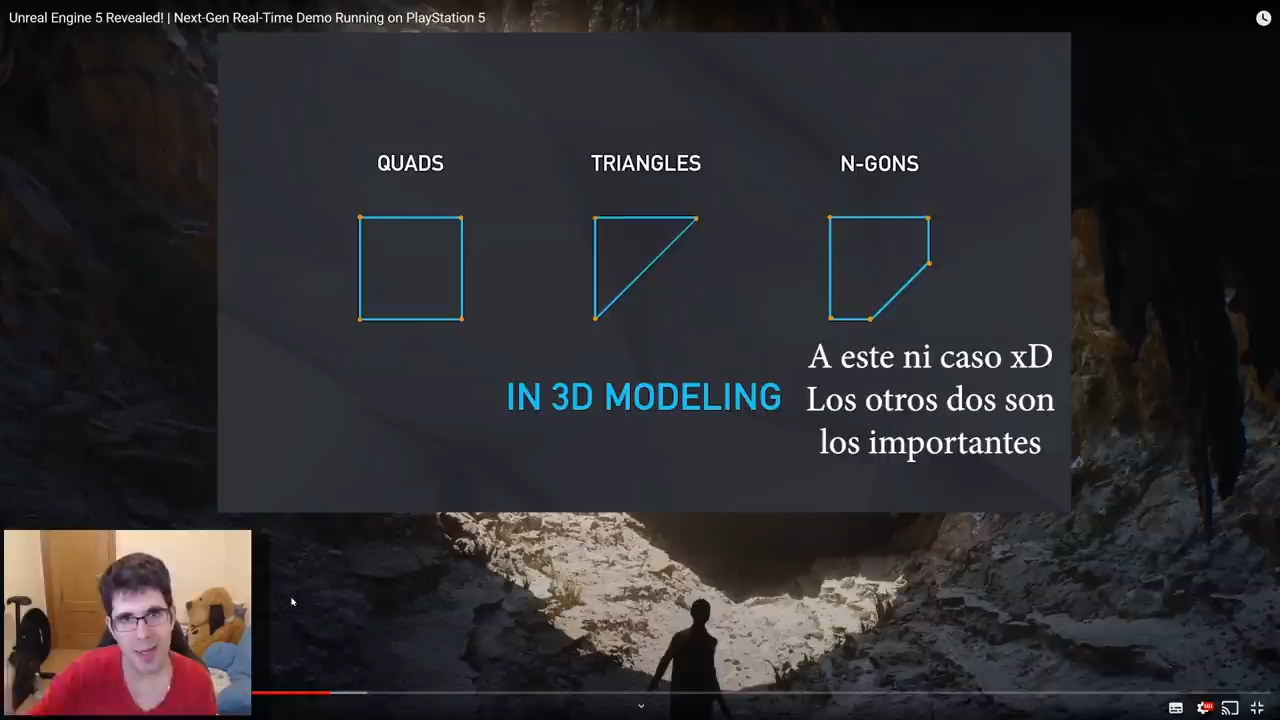 Unreal Engine 5 Revealed! | Next-Gen Real-Time Demo Running on PlayStation 5
QUADS
TRIANGLES
N-GONS
IN 3D MODELING
A este ni caso xD
Los otros dos son
los importantes
HD